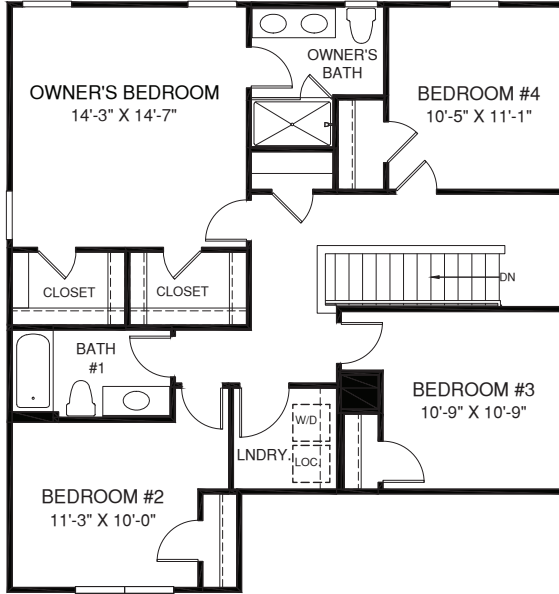 OWNER'S BEDROOM
14'-3" X 14'-7"
OWNER'S
BATH
BEDROOM #4
10'-5" X 11'-1"
CLOSET
CLOSET
DN
BATH
#1
BEDROOM #3
10'-9" X 10'-9"
W/D
LNDRY.
LOC.
BEDROOM #2
11'-3" X 10'-0"